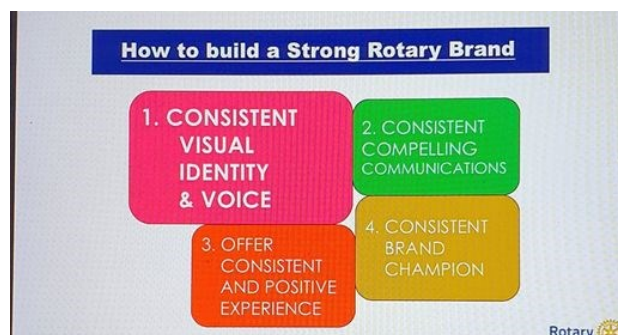 How to build a Strong Rotary Brand
1. CONSISTENT
VISUAL
IDENTITY
& VOICE
2. CONSISTENT
COMPELLING
COMMUNICATIONS
3. OFFER
CONSISTENT
AND POSITIVE
EXPERIENCE
4. CONSISTENT
BRAND
CHAMPION
Rotary